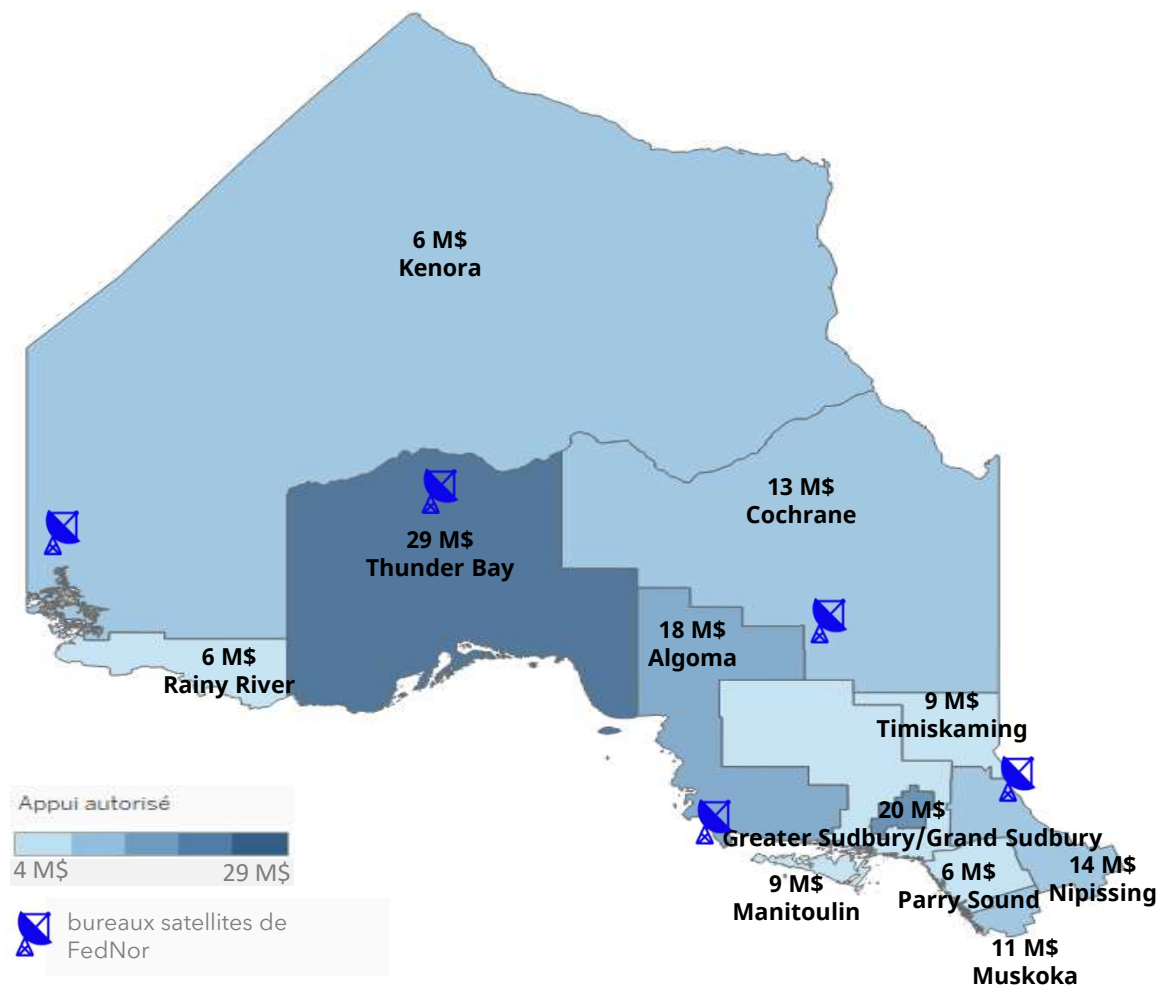 6 M$
Kenora
13 M$
Cochrane
29 M$
Thunder Bay
18 M$
Algoma
6 M$
Rainy River
9 M$
Timiskaming
20 M$
Greater Sudbury/Grand Sudbury
14 M$
Nipissing
6 M$
Parry Sound
9 M$
Manitoulin
11 M$
Muskoka
Appui autorisé
4 M$ 29 M$
bureaux satellites de
FedNor